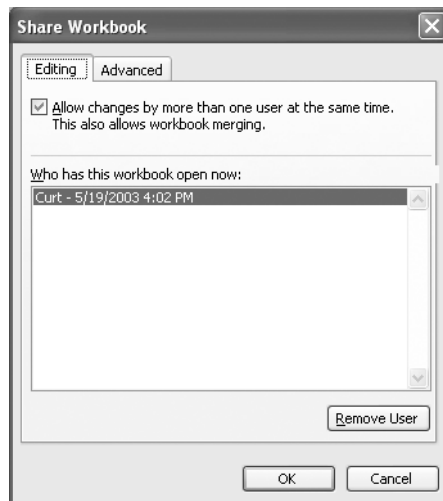 Share Workbook
Editing
Advanced
Allow changes by more than one user at the same time.
This also allows workbook merging.
Who has this workbook open now:
Curt - 5/19/2003 4:02 PM
Remove User
OK
Cancel